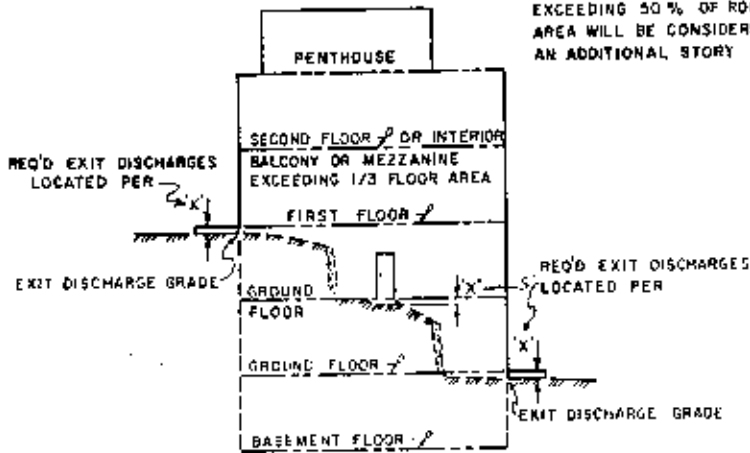 EXCEEDING 50 % OF
AREA WILL BE
AN ADDITIONAL STORY
PENTHOUSE
SECOND FLOOR OR INTERIOR
BALCONY OR MEZZANINE
EXCEEDING 1/3 FLOOR AREA
REQ'D EXIT DISCHARGES
LOCATED PER
'X'
FIRST FLOOR
EXIT DISCHARGE GRADE
GROUND
FLOOR
'X'
REQ'D EXIT DISCHARGES
LOCATED PER
'X'
GROUND FLOOR
EXIT DISCHARGE GRADE
BASEMENT FLOOR